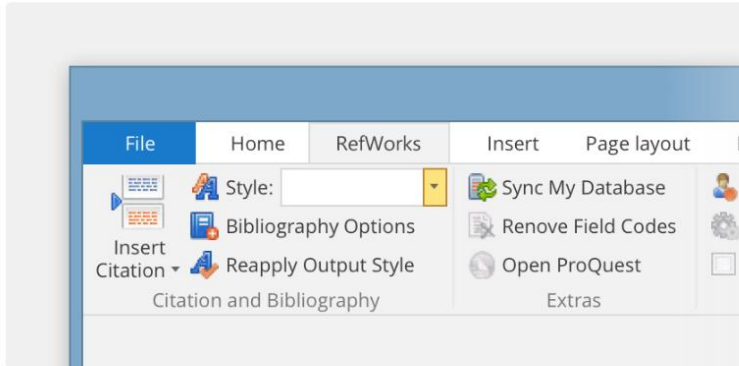 File Home RefWorks Insert Page layout
Style: Sync My Database
Bibliography Options Renove Field Codes
Insert
Citation Reapply Output Style Open ProQuest
Citation and Bibliography Extras